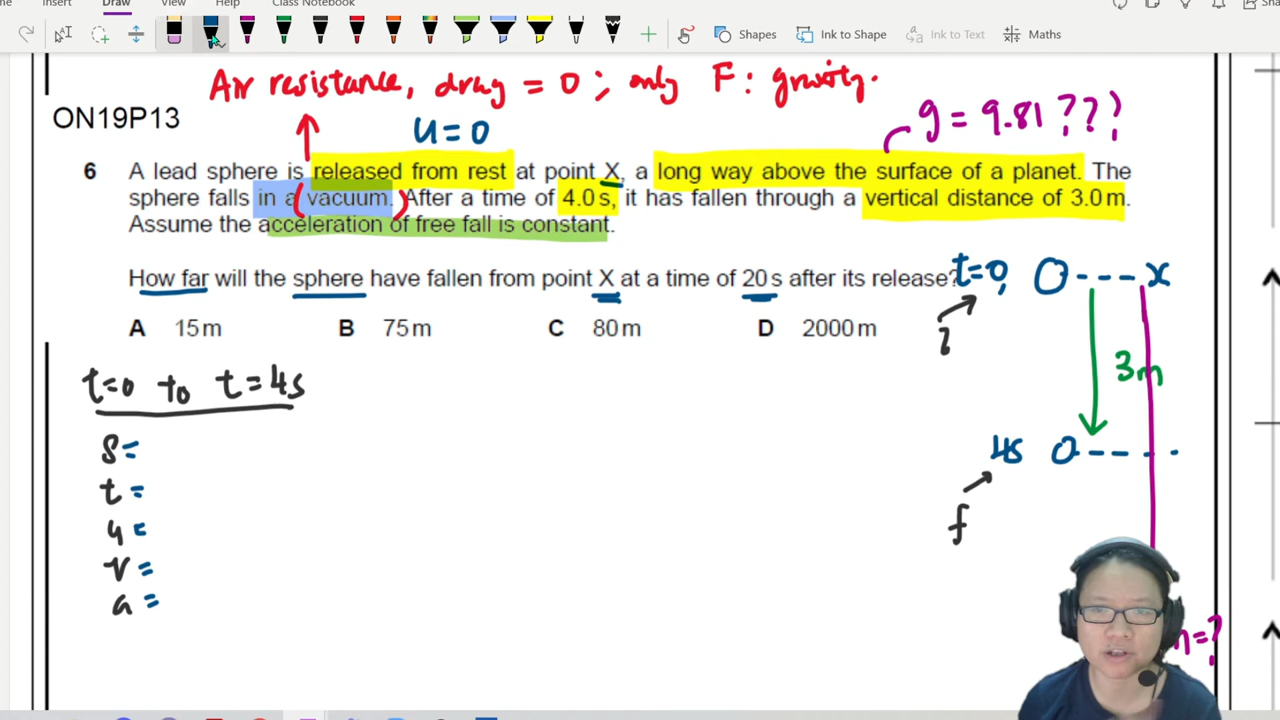 Insert Draw View Help Class Notebook Sha
Shapes Ink to Shape Ink to Text Maths
Air resistance, drag = 0; only F: gravity.
ON19P13 u=0 g = 9.81 ???
6 A lead sphere is released from rest at point X, a long way above the surface of a planet. The
sphere falls in a (vacuum.) After a time of 4.0 s, it has fallen through a vertical distance of 3.0 m.
Assume the acceleration of free fall is constant.
How far will the sphere have fallen from point X at a time of 20 s after its release?
t=0, X
A 15 m B 75 m C 80 m D 2000 m
i
3m
t=0 to t=4s
s=
4s
t=
u=
f
v=
a=
=?